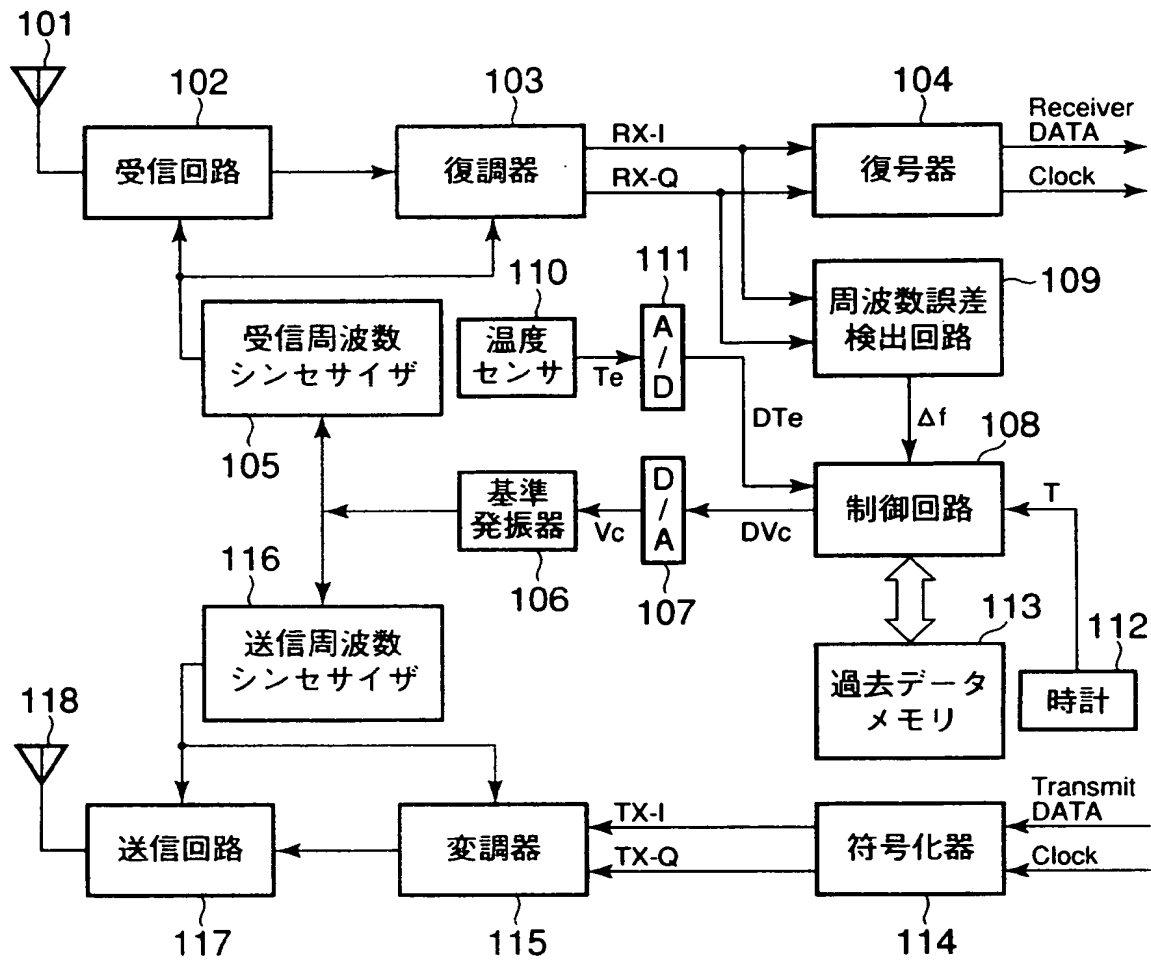 101
102
103
104
受信回路
復調器
RX-I
RX-Q
復号器
Receiver
DATA
Clock
110
111
109
受信周波数
シンセサイザ
105
温度
センサ
Te
A/D
DTe
周波数誤差
検出回路
Δf
108
基準
発振器
106
Vc
D/A
107
DVc
制御回路
T
116
送信周波数
シンセサイザ
113
過去データ
メモリ
112
時計
118
送信回路
117
変調器
115
TX-I
TX-Q
符号化器
114
Transmit
DATA
Clock